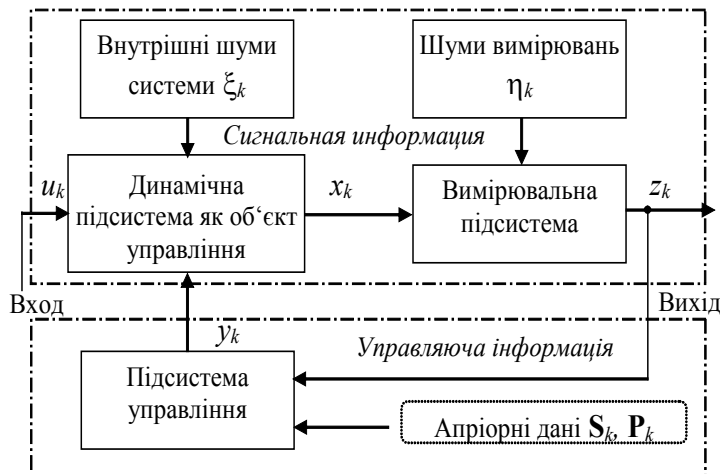 Внутрішні шуми
системи ξk
Шуми вимірювань
ηk
Сигнальная информация
uk
Динамічна
підсистема як об‘єкт
управління
xk
Вимірювальна
підсистема
zk
Вход
Вихід
yk
Управляюча інформація
Підсистема
управління
Апріорні дані Sk, Pk